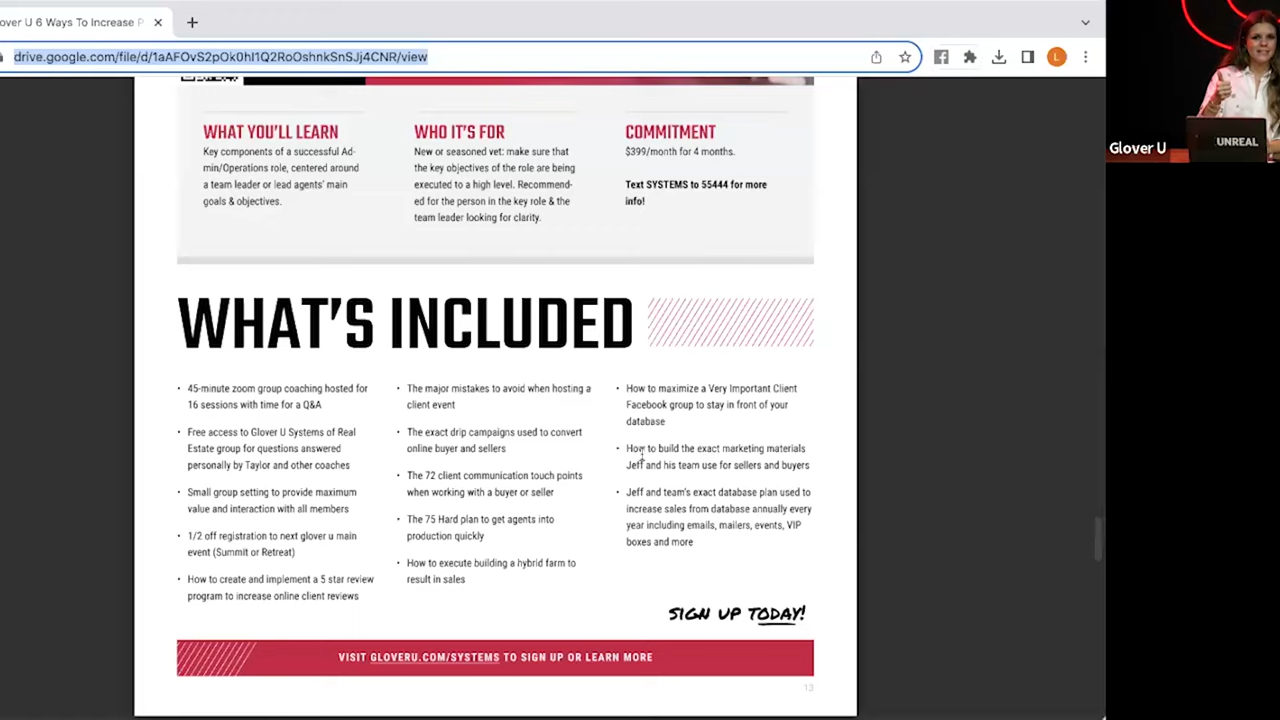 lover U 6 Ways To Increase P
drive.google.com/file/d/1aAFOvS2pOk0hI1Q2RoOshnkSnSJj4CNR/view
L
Glover U
UNREAL
WHAT YOU'LL LEARN
Key components of a successful Ad-
min/Operations role, centered around
a team leader or lead agents' main
goals & objectives.
WHO IT'S FOR
New or seasoned vet: make sure that
the key objectives of the role are being
executed to a high level. Recommend-
ed for the person in the key role & the
team leader looking for clarity.
COMMITMENT
$399/month for 4 months.
Text SYSTEMS to 55444 for more
info!
WHAT'S INCLUDED
• 45-minute zoom group coaching hosted for
16 sessions with time for a Q&A
• Free access to Glover U Systems of Real
Estate group for questions answered
personally by Taylor and other coaches
• Small group setting to provide maximum
value and interaction with all members
• 1/2 off registration to next glover u main
event (Summit or Retreat)
• How to create and implement a 5 star review
program to increase online client reviews
• The major mistakes to avoid when hosting a
client event
• The exact drip campaigns used to convert
online buyer and sellers
• The 72 client communication touch points
when working with a buyer or seller
• The 75 Hard plan to get agents into
production quickly
• How to execute building a hybrid farm to
result in sales
• How to maximize a Very Important Client
Facebook group to stay in front of your
database
• How to build the exact marketing materials
Jeff and his team use for sellers and buyers
• Jeff and team's exact database plan used to
increase sales from database annually every
year including emails, mailers, events, VIP
boxes and more
SIGN UP TODAY!
VISIT GLOVERU.COM/SYSTEMS TO SIGN UP OR LEARN MORE
13